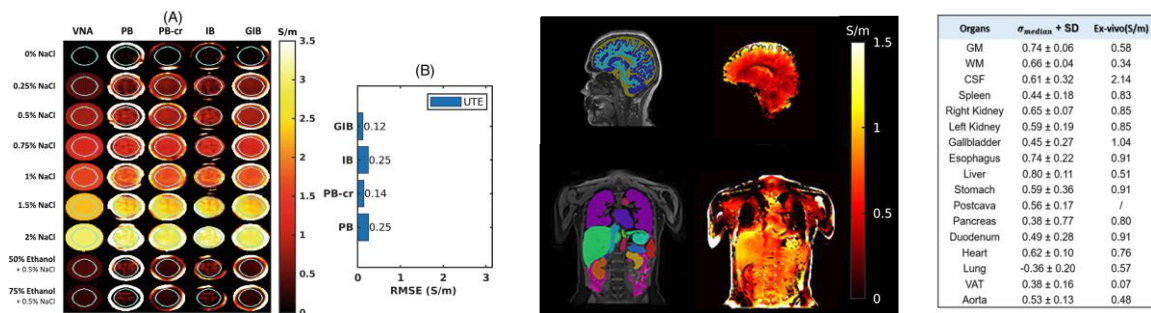 (A)
VNA PB PB-cr IB GIB S/m
0% NaCl
0.25% NaCl
0.5% NaCl
0.75% NaCl
1% NaCl
1.5% NaCl
2% NaCl
50% Ethanol
+ 0.5% NaCl
75% Ethanol
+ 0.5% NaCl
3.5
3
2.5
2
1.5
1
0.5
0
(B)
UTE
GIB 0.12
IB 0.25
PB-cr 0.14
PB 0.25
0 1 2 3
RMSE (S/m)
S/m
1.5
1
0.5
0
Organs σmedian + SD Ex-vivo(S/m)
GM 0.74 ± 0.06 0.58
WM 0.66 ± 0.04 0.34
CSF 0.61 ± 0.32 2.14
Spleen 0.44 ± 0.18 0.83
Right Kidney 0.65 ± 0.07 0.85
Left Kidney 0.59 ± 0.19 0.85
Gallbladder 0.45 ± 0.27 1.04
Esophagus 0.74 ± 0.22 0.91
Liver 0.80 ± 0.11 0.51
Stomach 0.59 ± 0.36 0.91
Postcava 0.56 ± 0.17 /
Pancreas 0.38 ± 0.77 0.80
Duodenum 0.49 ± 0.28 0.91
Heart 0.62 ± 0.10 0.76
Lung -0.36 ± 0.20 0.57
VAT 0.38 ± 0.16 0.07
Aorta 0.53 ± 0.13 0.48